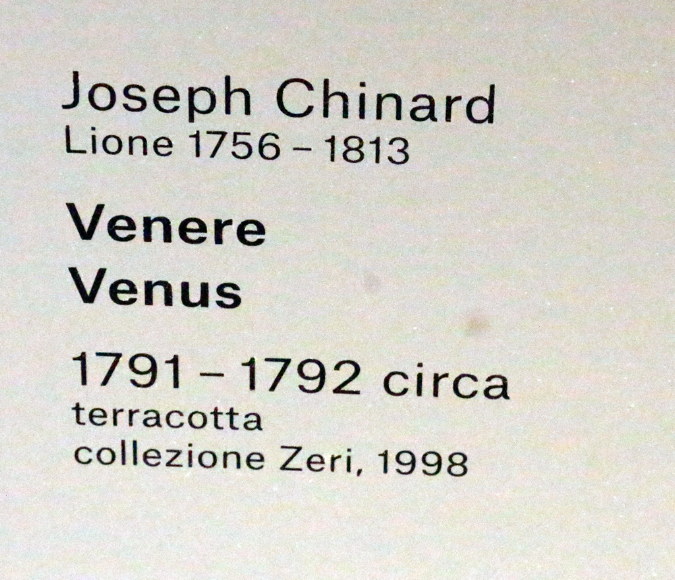 Joseph Chinard
Lione 1756 – 1813
Venere
Venus
1791 – 1792 circa
terracotta
collezione Zeri, 1998